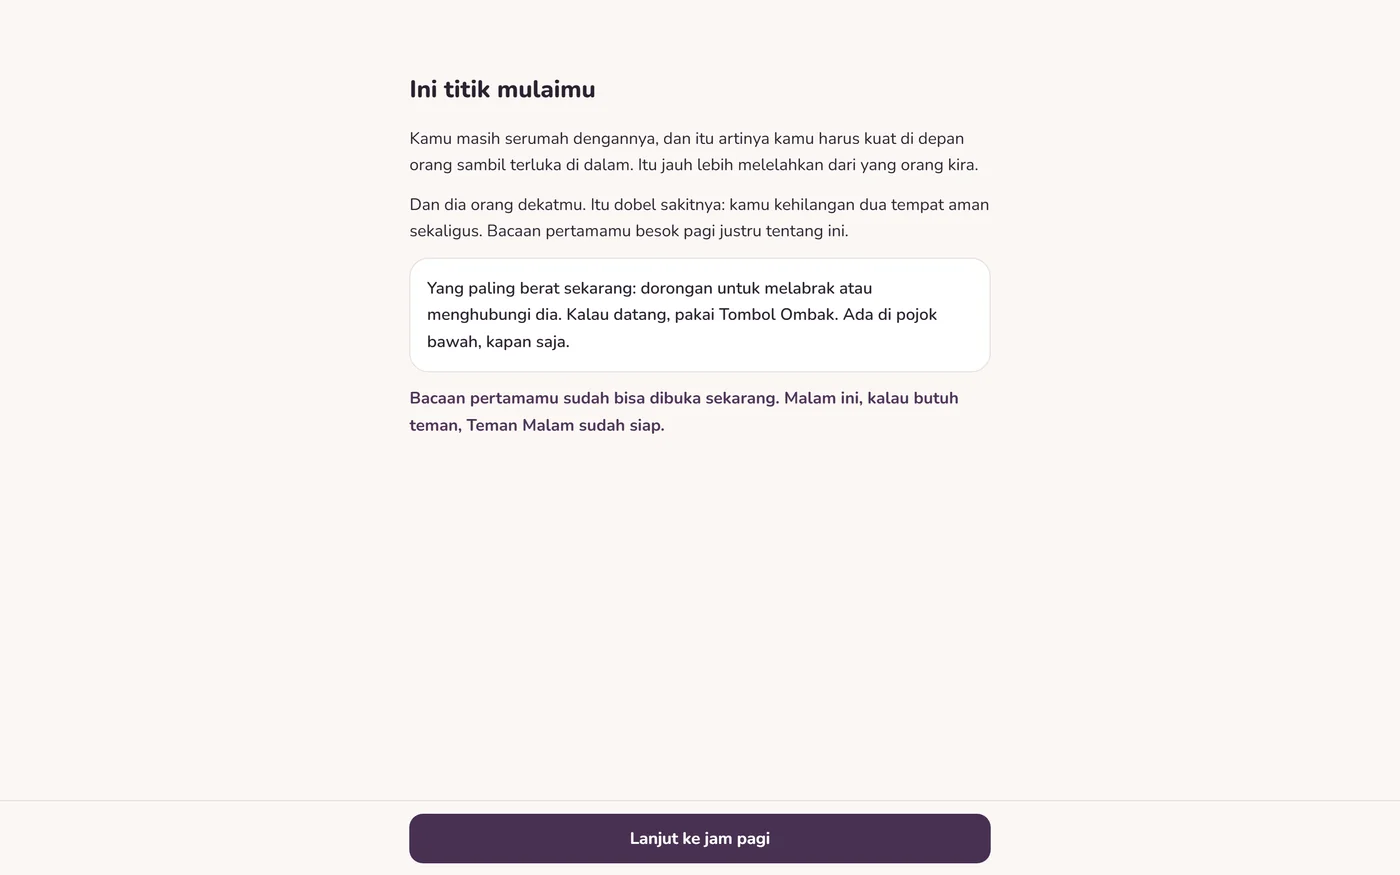 Ini titik mulaimu
Kamu masih serumah dengannya, dan itu artinya kamu harus kuat di depan
orang sambil terluka di dalam. Itu jauh lebih melelahkan dari yang orang kira.
Dan dia orang dekatmu. Itu dobel sakitnya: kamu kehilangan dua tempat aman
sekaligus. Bacaan pertamamu besok pagi justru tentang ini.
Yang paling berat sekarang: dorongan untuk melabrak atau
menghubungi dia. Kalau datang, pakai Tombol Ombak. Ada di pojok
bawah, kapan saja.
Bacaan pertamamu sudah bisa dibuka sekarang. Malam ini, kalau butuh
teman, Teman Malam sudah siap.
Lanjut ke jam pagi